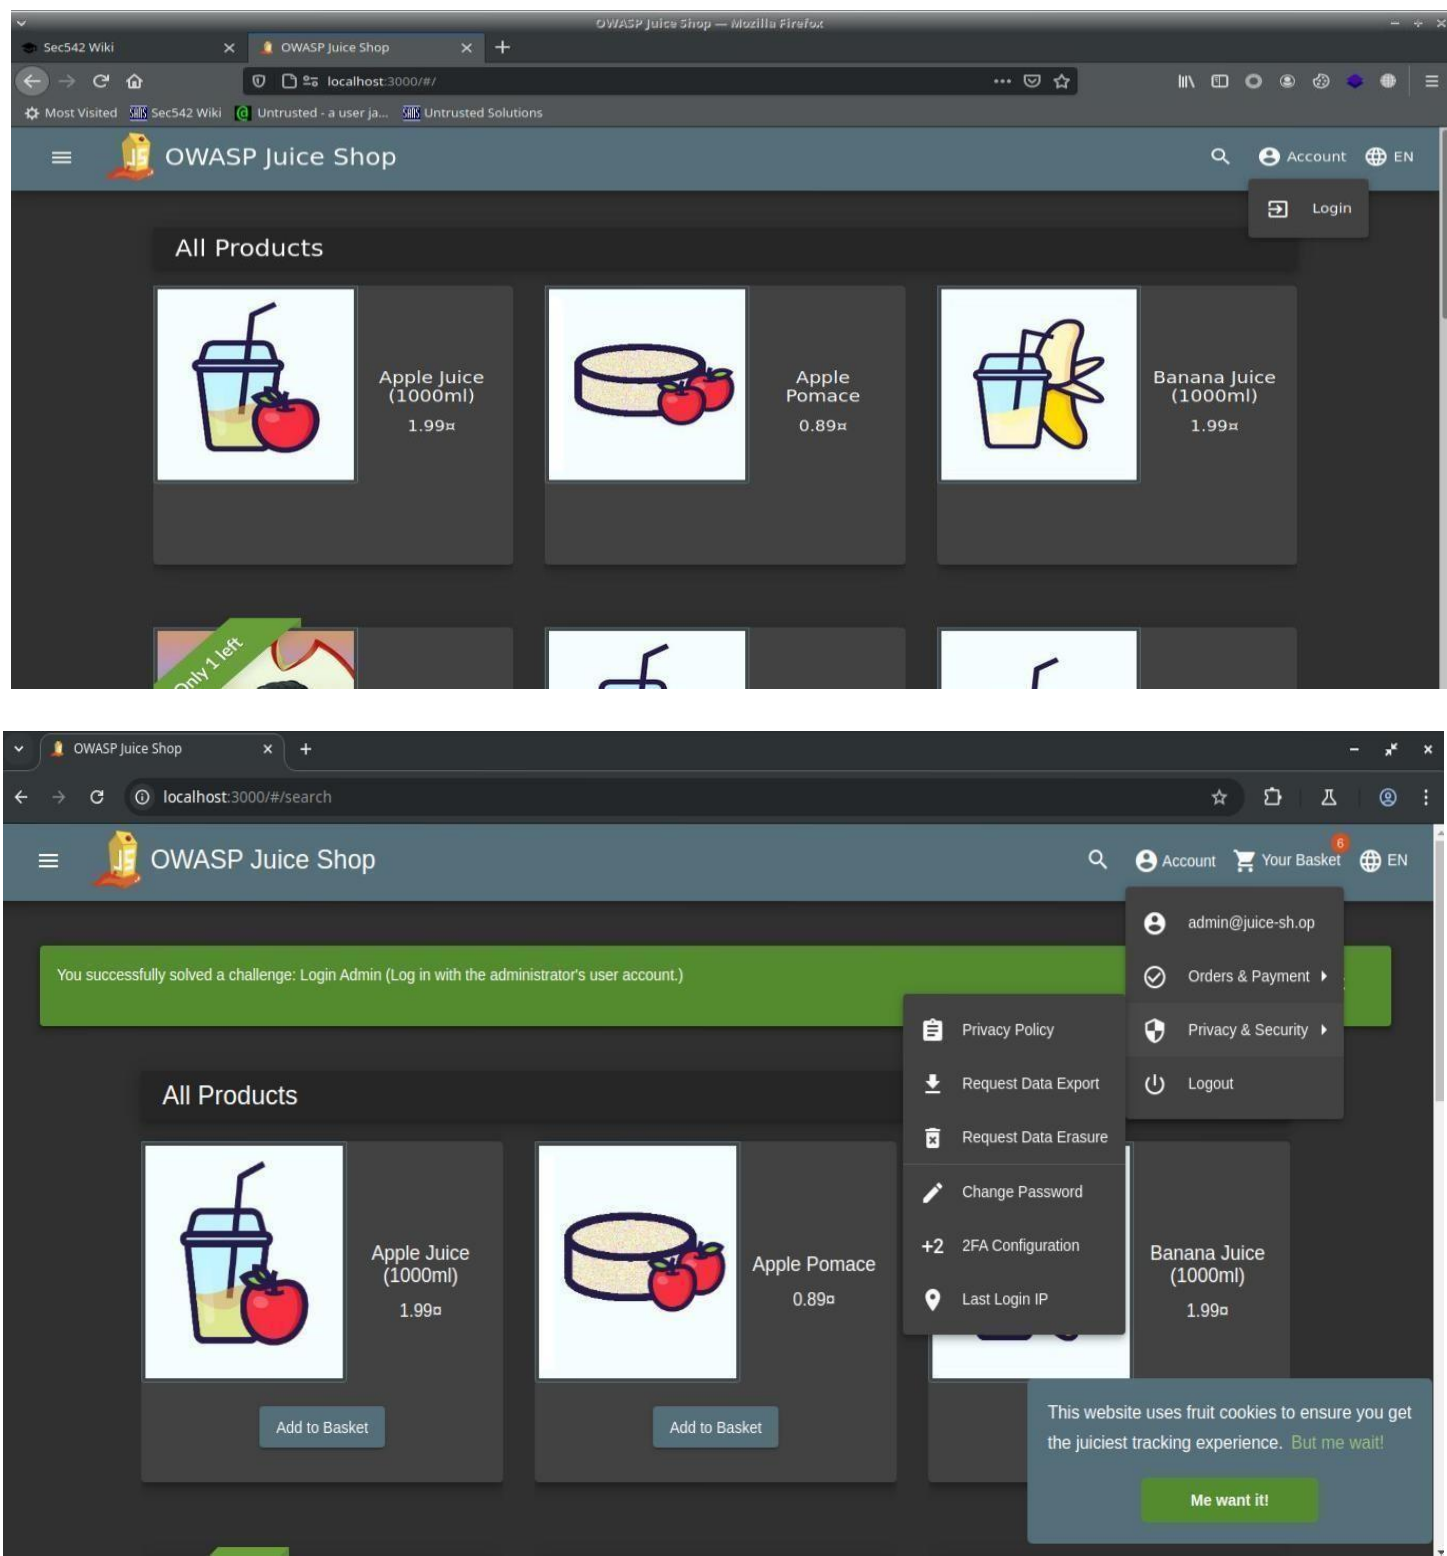 OWASP Juice Shop — Mozilla Firefox
Sec542 Wiki
OWASP Juice Shop
localhost:3000/#/
Most Visited
Sec542 Wiki
Untrusted - a user ja...
Untrusted Solutions
OWASP Juice Shop
Account
EN
Login
All Products
Apple Juice
(1000ml)
1.99¤
Apple
Pomace
0.89¤
Banana Juice
(1000ml)
1.99¤
Only 1 left
OWASP Juice Shop
localhost:3000/#/search
OWASP Juice Shop
Account
Your Basket
6
EN
admin@juice-sh.op
Orders & Payment
Privacy & Security
Logout
You successfully solved a challenge: Login Admin (Log in with the administrator's user account.)
Privacy Policy
Request Data Export
Request Data Erasure
Change Password
+2 2FA Configuration
Last Login IP
All Products
Apple Juice
(1000ml)
1.99¤
Add to Basket
Apple Pomace
0.89¤
Add to Basket
Banana Juice
(1000ml)
1.99¤
This website uses fruit cookies to ensure you get
the juiciest tracking experience. But me wait!
Me want it!